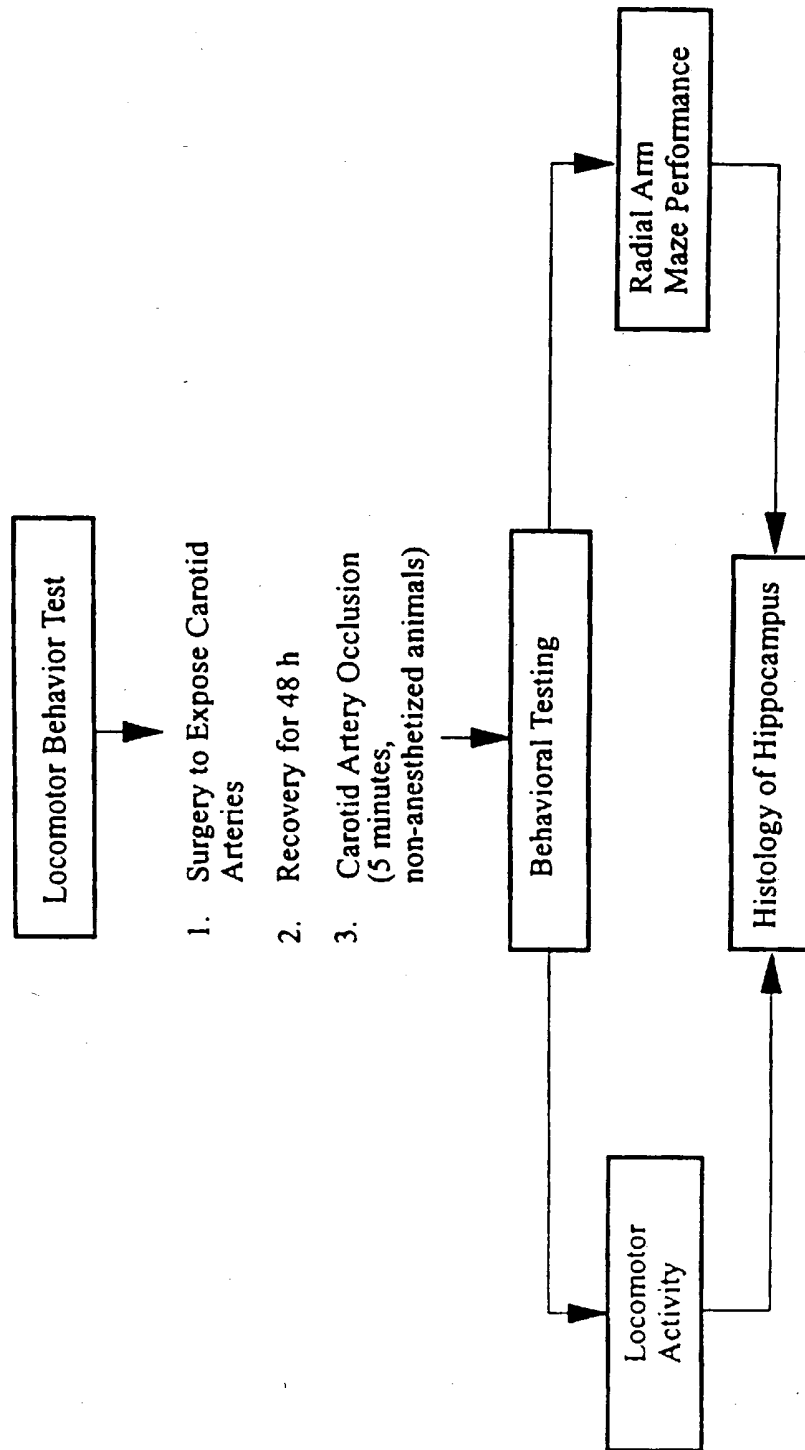 Locomotor Behavior Test
1. Surgery to Expose Carotid
Arteries
2. Recovery for 48 h
3. Carotid Artery Occlusion
(5 minutes,
non-anesthetized animals)
Behavioral Testing
Locomotor
Activity
Radial Arm
Maze Performance
Histology of Hippocampus